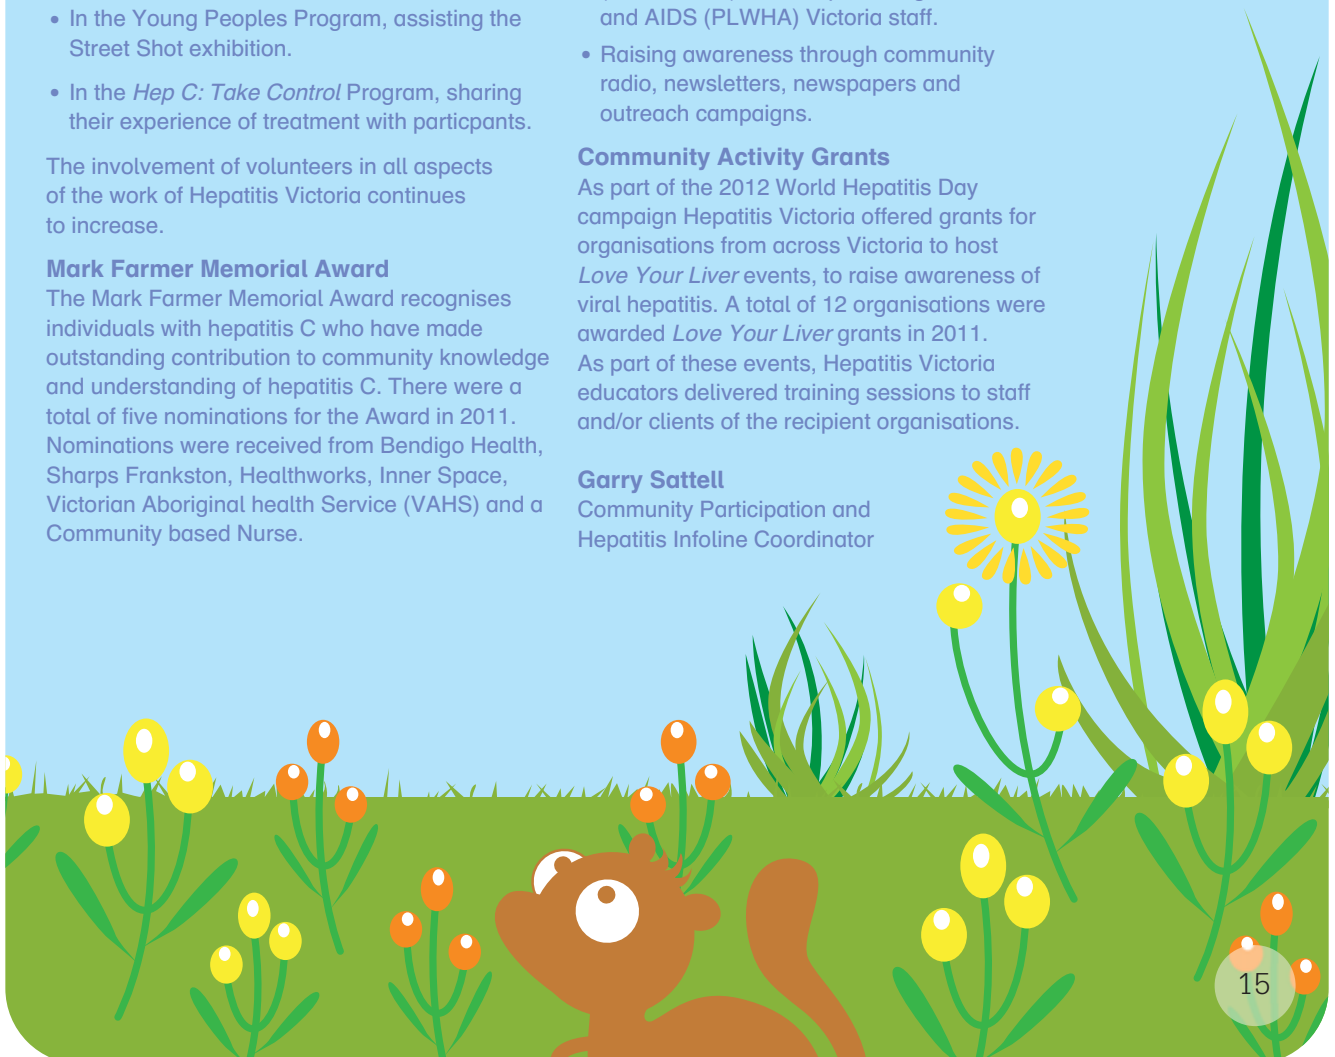 • In the Young Peoples Program, assisting the
Street Shot exhibition.
• In the Hep C: Take Control Program, sharing
their experience of treatment with particpants.
The involvement of volunteers in all aspects
of the work of Hepatitis Victoria continues
to increase.
Mark Farmer Memorial Award
The Mark Farmer Memorial Award recognises
individuals with hepatitis C who have made
outstanding contribution to community knowledge
and understanding of hepatitis C. There were a
total of five nominations for the Award in 2011.
Nominations were received from Bendigo Health,
Sharps Frankston, Healthworks, Inner Space,
Victorian Aboriginal health Service (VAHS) and a
Community based Nurse.
and AIDS (PLWHA) Victoria staff.
• Raising awareness through community
radio, newsletters, newspapers and
outreach campaigns.
Community Activity Grants
As part of the 2012 World Hepatitis Day
campaign Hepatitis Victoria offered grants for
organisations from across Victoria to host
Love Your Liver events, to raise awareness of
viral hepatitis. A total of 12 organisations were
awarded Love Your Liver grants in 2011.
As part of these events, Hepatitis Victoria
educators delivered training sessions to staff
and/or clients of the recipient organisations.
Garry Sattell
Community Participation and
Hepatitis Infoline Coordinator
15